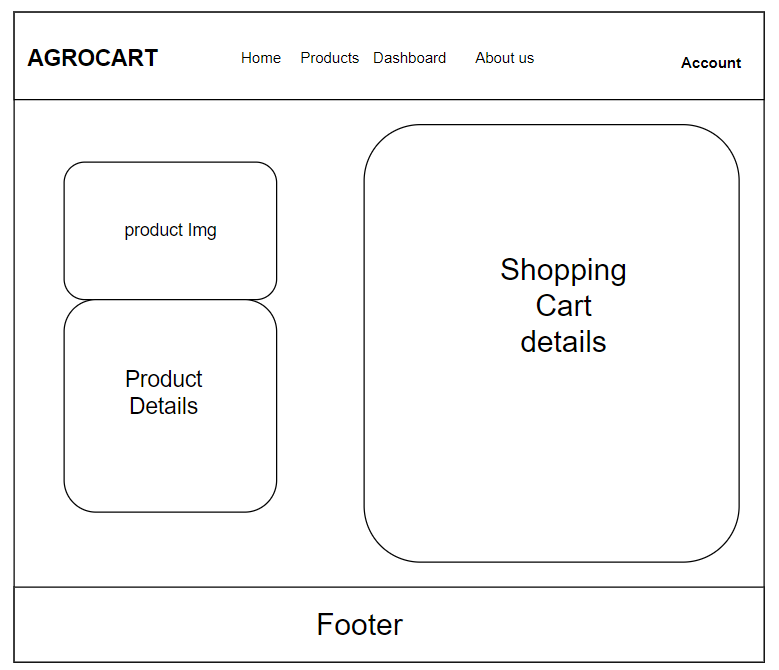 AGROCART
Home Products Dashboard About us
Account
product Img
Product
Details
Shopping
Cart
details
Footer